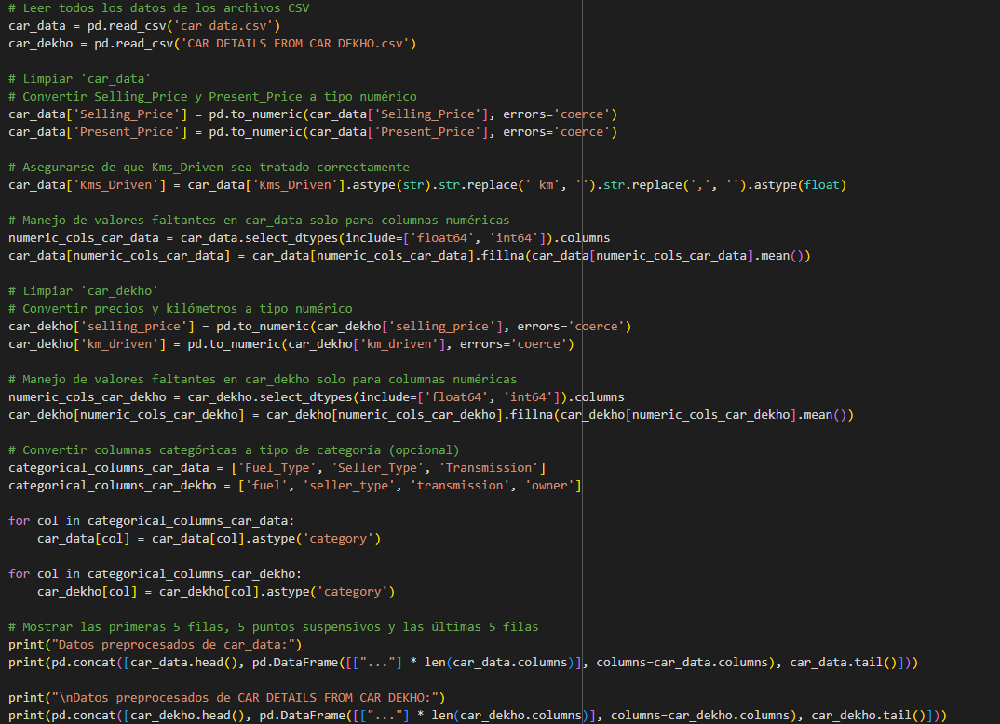 # Leer todos los datos de los archivos CSV
car_data = pd.read_csv('car data.csv')
car_dekho = pd.read_csv('CAR DETAILS FROM CAR DEKHO.csv')

# Limpiar 'car_data'
# Convertir Selling_Price y Present_Price a tipo numérico
car_data['Selling_Price'] = pd.to_numeric(car_data['Selling_Price'], errors='coerce')
car_data['Present_Price'] = pd.to_numeric(car_data['Present_Price'], errors='coerce')

# Asegurarse de que Kms_Driven sea tratado correctamente
car_data['Kms_Driven'] = car_data['Kms_Driven'].astype(str).str.replace(' km', '').str.replace(',', '').astype(float)

# Manejo de valores faltantes en car_data solo para columnas numéricas
numeric_cols_car_data = car_data.select_dtypes(include=['float64', 'int64']).columns
car_data[numeric_cols_car_data] = car_data[numeric_cols_car_data].fillna(car_data[numeric_cols_car_data].mean())

# Limpiar 'car_dekho'
# Convertir precios y kilómetros a tipo numérico
car_dekho['selling_price'] = pd.to_numeric(car_dekho['selling_price'], errors='coerce')
car_dekho['km_driven'] = pd.to_numeric(car_dekho['km_driven'], errors='coerce')

# Manejo de valores faltantes en car_dekho solo para columnas numéricas
numeric_cols_car_dekho = car_dekho.select_dtypes(include=['float64', 'int64']).columns
car_dekho[numeric_cols_car_dekho] = car_dekho[numeric_cols_car_dekho].fillna(car_dekho[numeric_cols_car_dekho].mean())

# Convertir columnas categóricas a tipo de categoría (opcional)
categorical_columns_car_data = ['Fuel_Type', 'Seller_Type', 'Transmission']
categorical_columns_car_dekho = ['fuel', 'seller_type', 'transmission', 'owner']

for col in categorical_columns_car_data:
    car_data[col] = car_data[col].astype('category')

for col in categorical_columns_car_dekho:
    car_dekho[col] = car_dekho[col].astype('category')

# Mostrar las primeras 5 filas, 5 puntos suspensivos y las últimas 5 filas
print("Datos preprocesados de car_data:")
print(pd.concat([car_data.head(), pd.DataFrame([["..."] * len(car_data.columns)], columns=car_data.columns), car_data.tail()]))

print("\nDatos preprocesados de CAR DETAILS FROM CAR DEKHO:")
print(pd.concat([car_dekho.head(), pd.DataFrame([["..."] * len(car_dekho.columns)], columns=car_dekho.columns), car_dekho.tail()]))